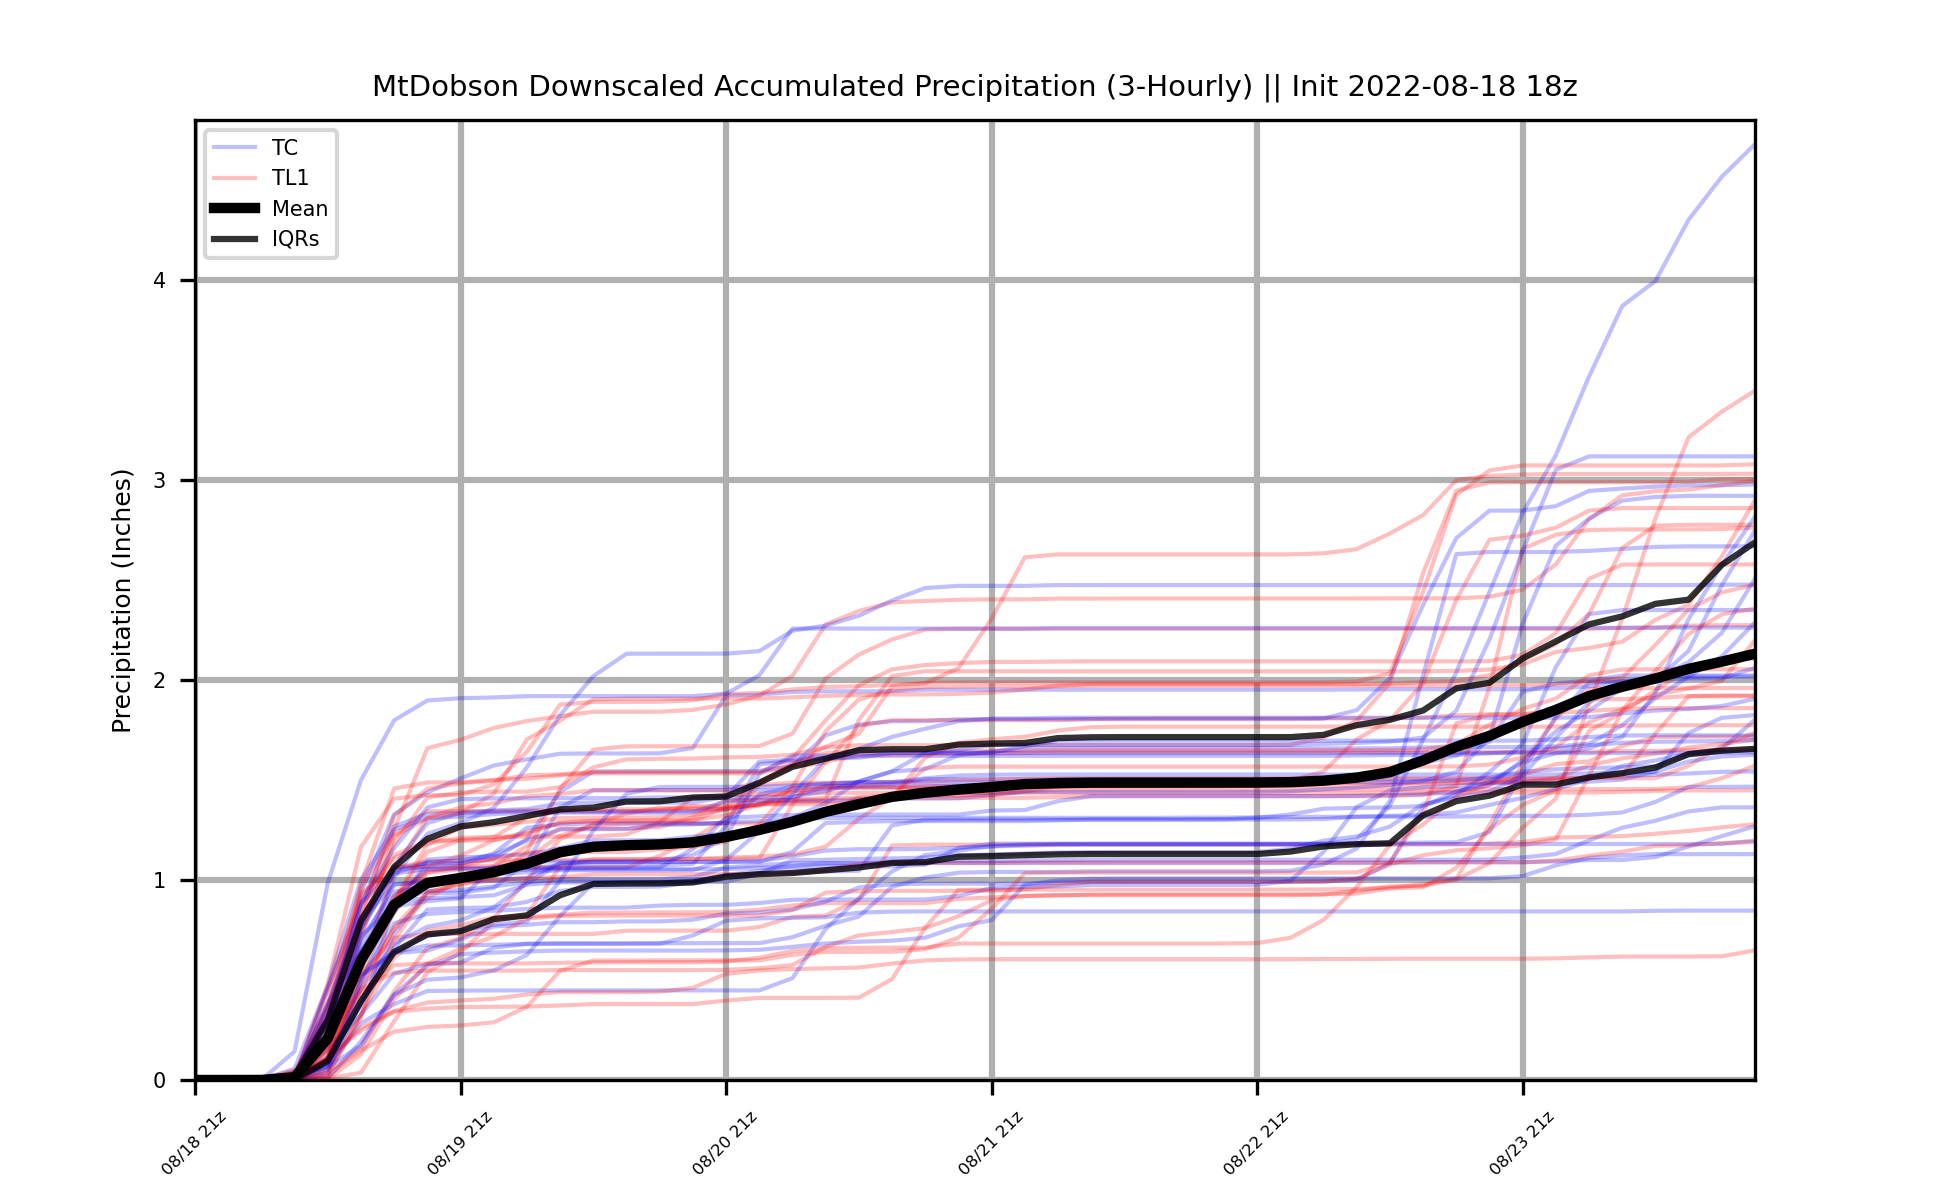 MtDobson Downscaled Accumulated Precipitation (3-Hourly) || Init 2022-08-18 18z
TC
TL1
Mean
IQRs
Precipitation (Inches)
4
3
2
1
0
08/18 21z
08/19 21z
08/20 21z
08/21 21z
08/22 21z
08/23 21z